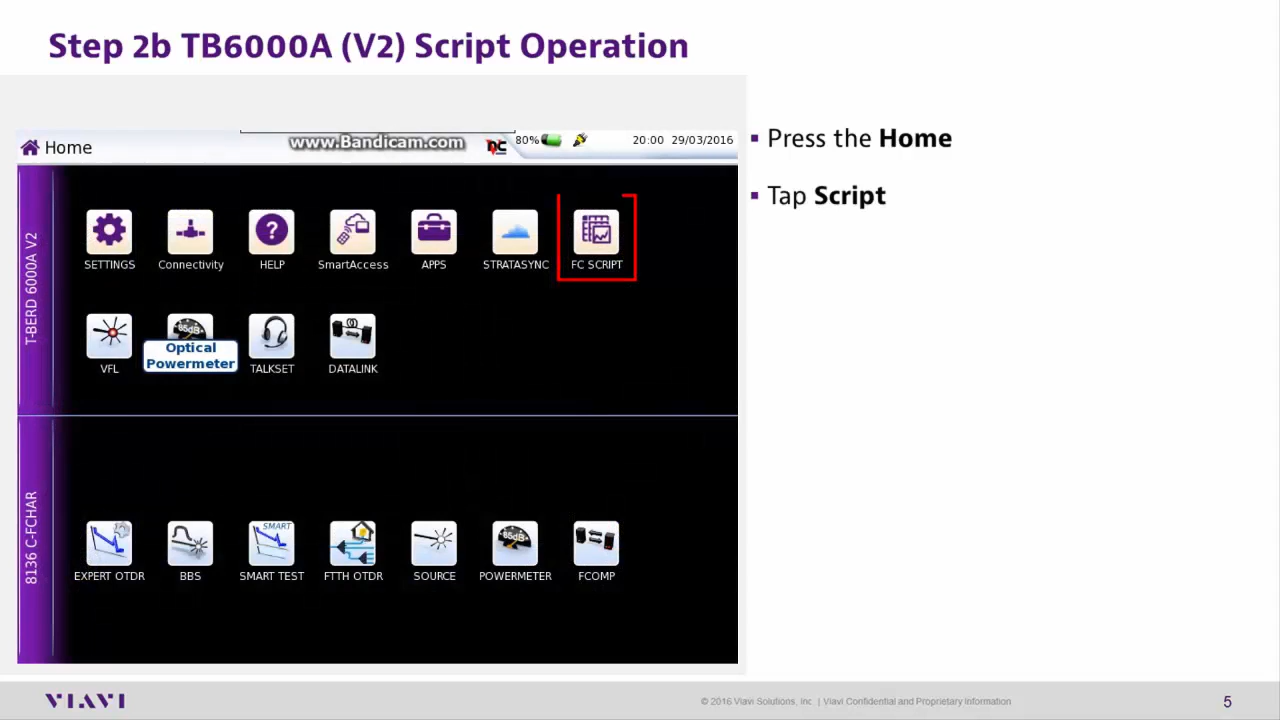 Step 2b TB6000A (V2) Script Operation
Home
www.Bandicam.com
80%
20:00 29/03/2016
T-BERD 6000A V2
SETTINGS
Connectivity
?
HELP
SmartAccess
APPS
STRATASYNC
FC SCRIPT
VFL
85dB
Optical
Powermeter
TALKSET
DATALINK
8136 C-FCHAR
EXPERT OTDR
BBS
SMART
SMART TEST
FTTH OTDR
SOURCE
85dB
POWERMETER
FCOMP
▪ Press the Home
▪ Tap Script
VIAVI
© 2016 Viavi Solutions, Inc. | Viavi Confidential and Proprietary Information
5